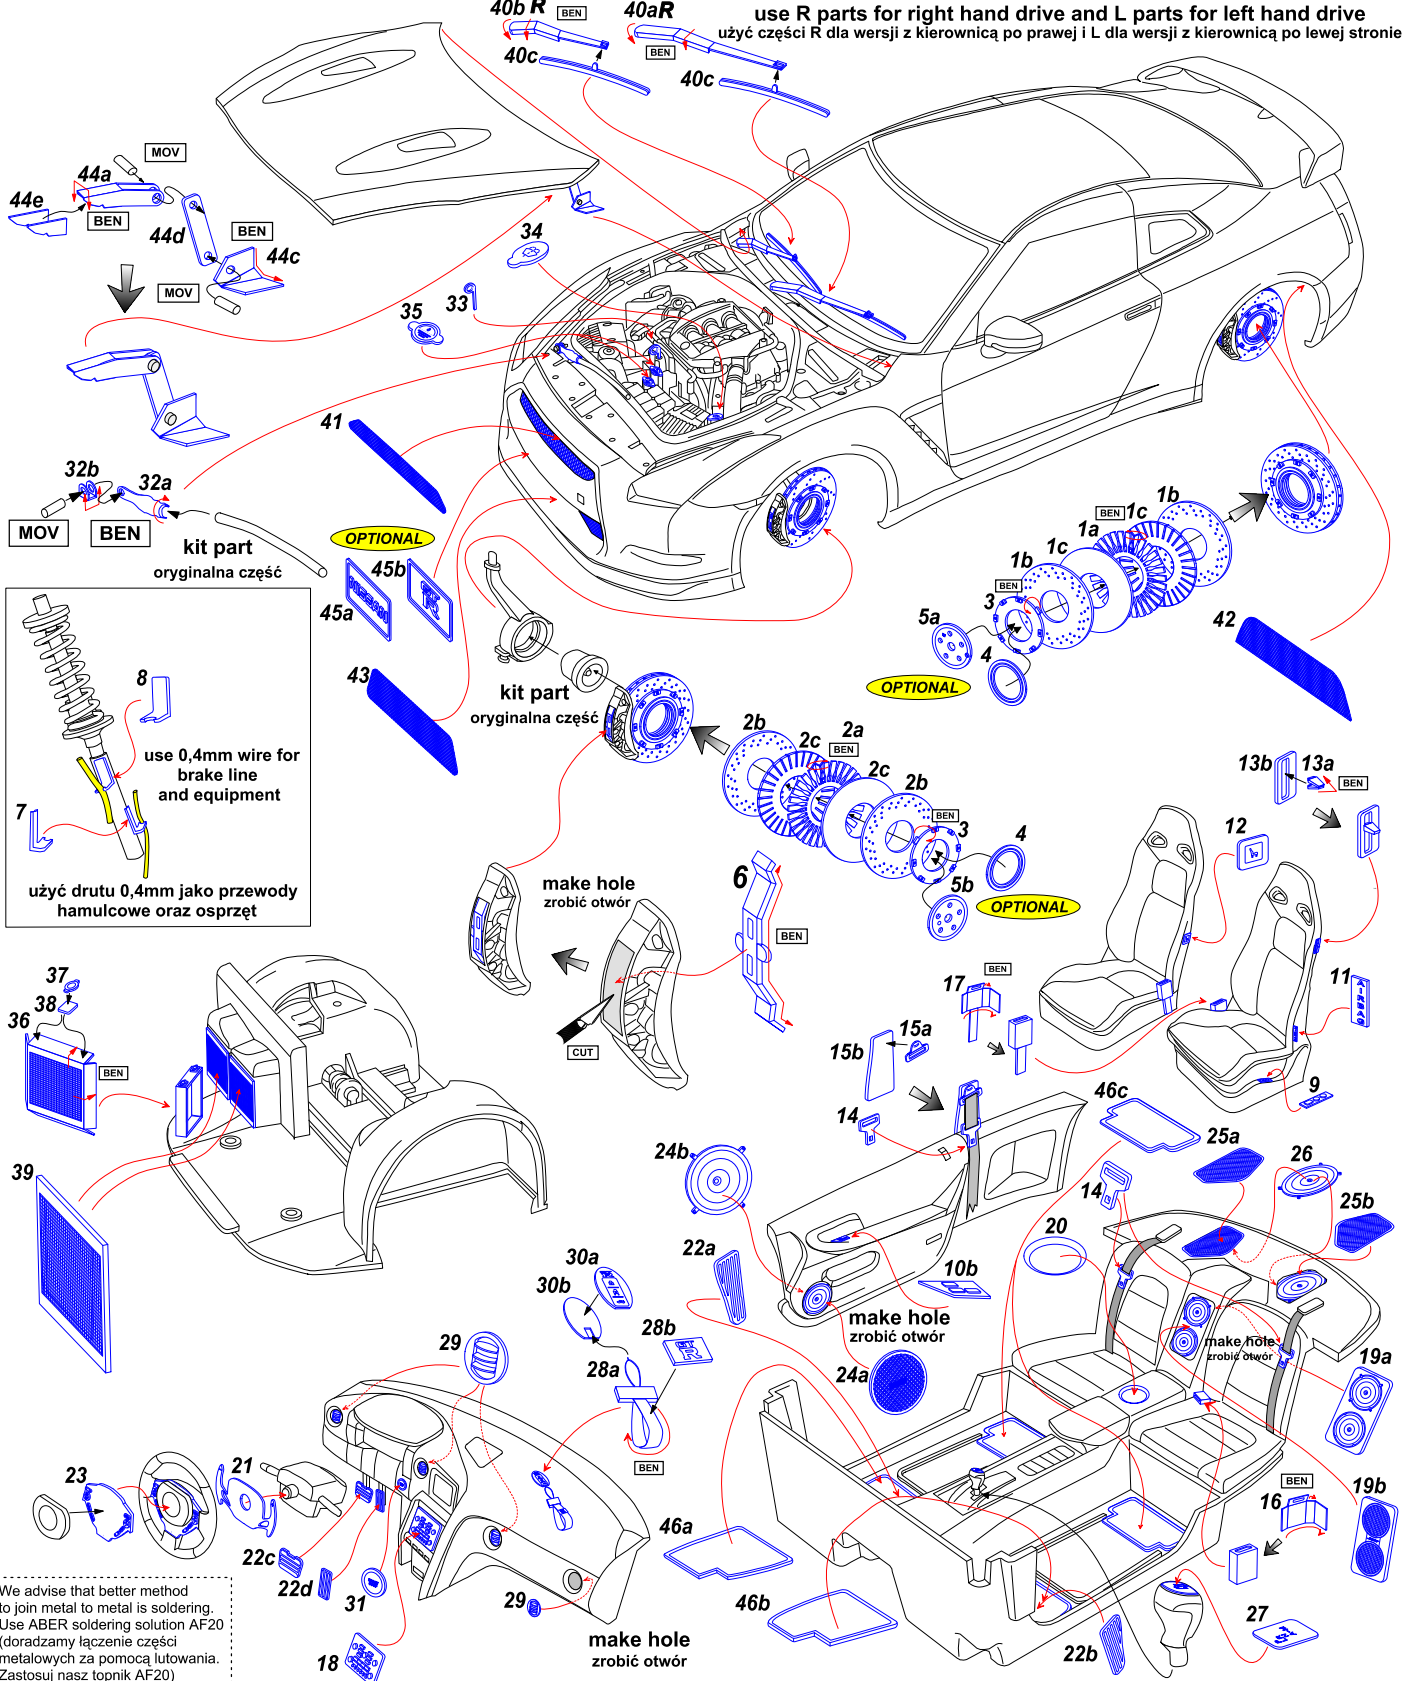 40b R
BEN
40aR
BEN
use R parts for right hand drive and L parts for left hand drive
użyć części R dla wersji z kierownicą po prawej i L dla wersji z kierownicą po lewej stronie
40c
40c
MOV
44a
44e
BEN
44d
BEN
44c
MOV
34
33
35
41
32b
32a
MOV
BEN
kit part
oryginalna część
OPTIONAL
45b
45a
NISSAN
GT R
43
8
7
use 0,4mm wire for
brake line
and equipment
użyć drutu 0,4mm jako przewody
hamulcowe oraz osprzęt
kit part
oryginalna część
1b
1c
BEN
1a
1c
1b
BEN
3
5a
4
OPTIONAL
42
2b
2c
2a
BEN
2c
2b
BEN
3
4
5b
OPTIONAL
6
BEN
make hole
zrobić otwór
CUT
13b
13a
BEN
12
11
AIRBAG
9
17
BEN
15a
15b
14
46c
25a
26
25b
14
20
24b
22a
10b
make hole
zrobić otwór
24a
make hole
zrobić otwór
19a
19b
BEN
16
27
22b
46a
46b
37
38
36
BEN
39
30a
30b
28b
GT R
28a
BEN
29
23
21
22c
22d
31
18
29
make hole
zrobić otwór
We advise that better method
to join metal to metal is soldering.
Use ABER soldering solution AF20
(doradzamy łączenie części
metalowych za pomocą lutowania.
Zastosuj nasz topnik AF20)